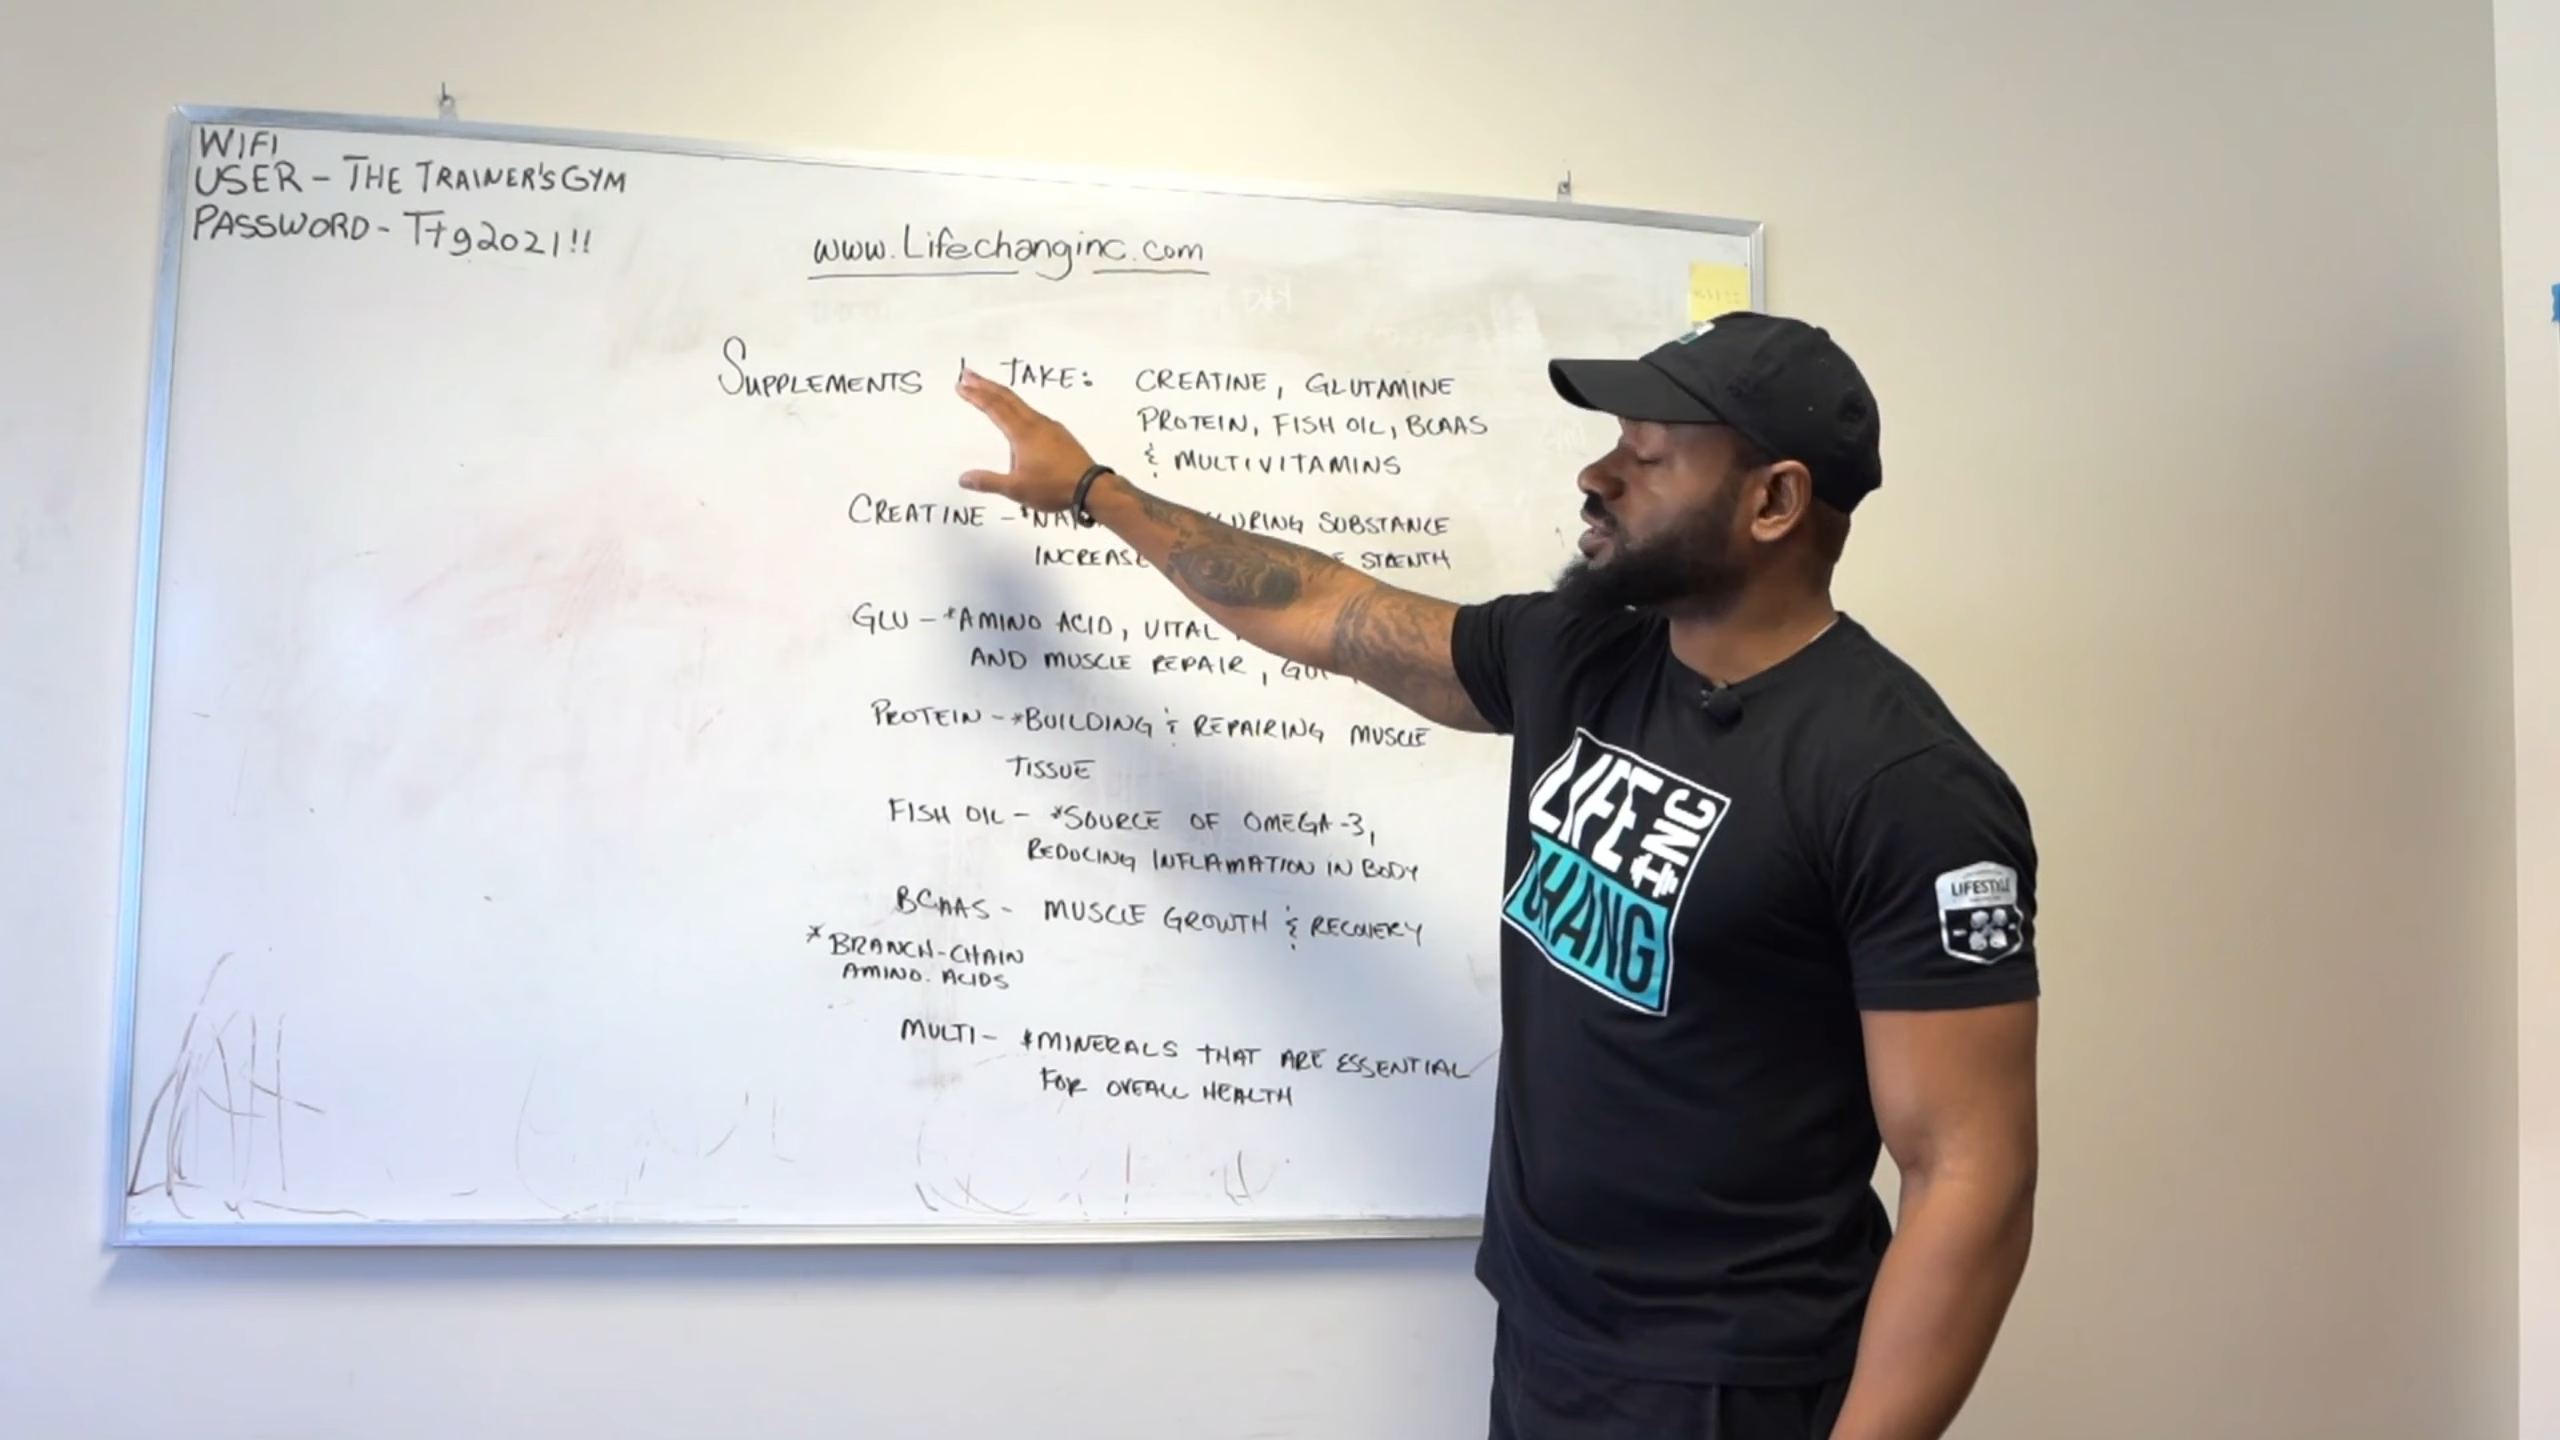 WIFI
USER - THE TRAINER'S GYM
PASSWORD - Ttg2021!!
www.Lifechanginc.com
SUPPLEMENTS I TAKE: CREATINE, GLUTAMINE
PROTEIN, FISH OIL, BCAAS
& MULTIVITAMINS
CREATINE - *NA URING SUBSTANCE
INCREASE STRENTH
GLU - *AMINO ACID, VITAL
AND MUSCLE REPAIR, GUT
PROTEIN - *BUILDING & REPAIRING MUSCLE
TISSUE
FISH OIL - *SOURCE OF OMEGA-3,
REDUCING INFLAMATION IN BODY
BCAAS - MUSCLE GROWTH & RECOVERY
*BRANCH-CHAIN
AMINO. ACIDS
MULTI - *MINERALS THAT ARE ESSENTIAL
FOR OVEALL HEALTH
LIFE
CHANG
INC
LIFESTYLE